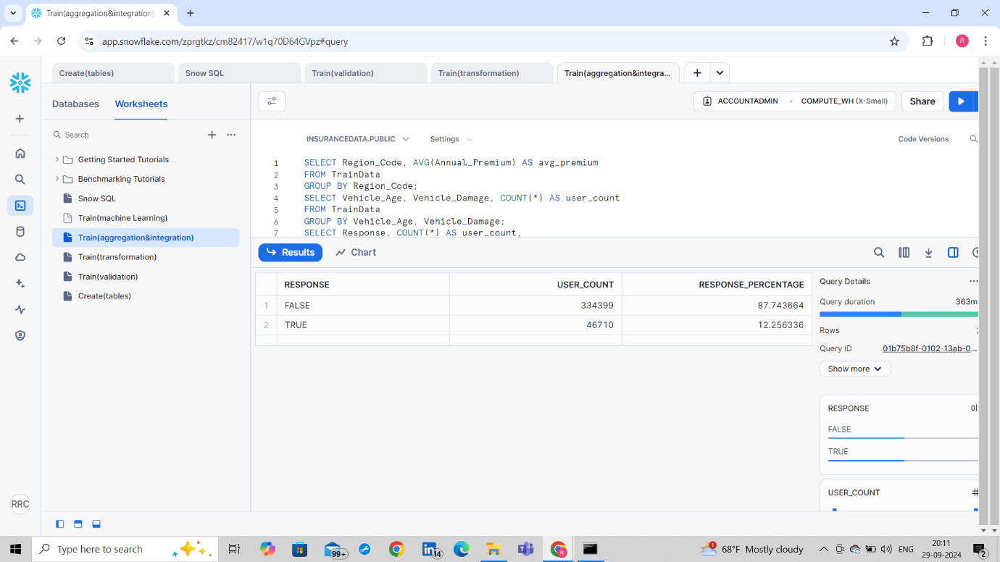 Train(aggregation&integration)
app.snowflake.com/zprgtkz/cm82417/w1q70D64GVpz#query
R
Create(tables)
Snow SQL
Train(validation)
Train(transformation)
Train(aggregation&integra...
Databases
Worksheets
ACCOUNTADMIN
COMPUTE_WH (X-Small)
Share
Search
INSURANCEDATA.PUBLIC
Settings
Code Versions
Getting Started Tutorials
Benchmarking Tutorials
Snow SQL
Train(machine Learning)
Train(aggregation&integration)
Train(transformation)
Train(validation)
Create(tables)
1 SELECT Region_Code, AVG(Annual_Premium) AS avg_premium
2 FROM TrainData
3 GROUP BY Region_Code;
4 SELECT Vehicle_Age, Vehicle_Damage, COUNT(*) AS user_count
5 FROM TrainData
6 GROUP BY Vehicle_Age, Vehicle_Damage;
7 SELECT Response, COUNT(*) AS user_count,
Results
Chart
RESPONSE USER_COUNT RESPONSE_PERCENTAGE
1 FALSE 334399 87.743664
2 TRUE 46710 12.256336
Query Details
Query duration 363m
Rows
Query ID 01b75b8f-0102-13ab-0...
Show more
RESPONSE
FALSE
TRUE
USER_COUNT #
RRC
Type here to search
99+
14
R
1
68°F Mostly cloudy
ENG
20:11
29-09-2024
2